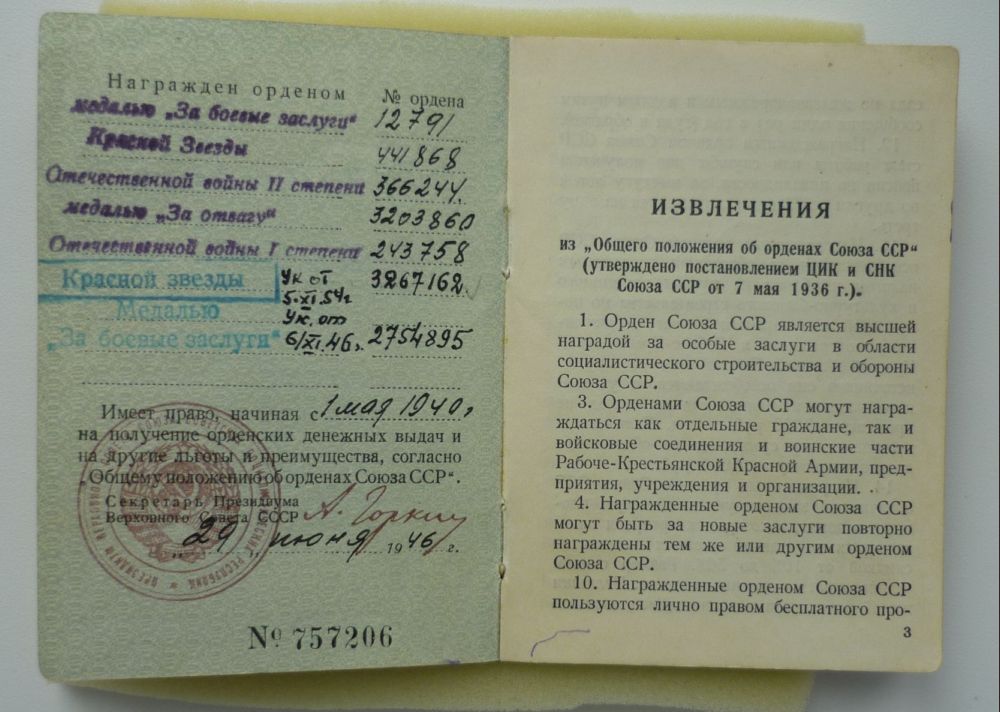 Награжден орденом № ордена
медалью „За боевые заслуги“ 12791
Красной Звезды 441868
Отечественной войны II степени 366244.
медалью „За отвагу“ 3203860
Отечественной войны I степени 243758
Красной звезды Ук от 3267162
5.XI.54г
Медалью Ук. от
„За боевые заслуги“ 6/XI.46г. 2754895
Имеет право, начиная с 1 мая 1940г
на получение орденских денежных выдач и
на другие льготы и преимущества, согласно
„Общему положению об орденах Союза ССР“.
Секретарь Президиума
Верховного Совета СССР А. Горкин
„29„ июня 1946 г.
№ 757206
ИЗВЛЕЧЕНИЯ
из „Общего положения об орденах Союза ССР“
(утверждено постановлением ЦИК и СНК
Союза ССР от 7 мая 1936 г.).
1. Орден Союза ССР является высшей
наградой за особые заслуги в области
социалистического строительства и обороны
Союза ССР.
3. Орденами Союза ССР могут награ-
ждаться как отдельные граждане, так и
войсковые соединения и воинские части
Рабоче-Крестьянской Красной Армии, пред-
приятия, учреждения и организации.
4. Награжденные орденом Союза ССР
могут быть за новые заслуги повторно
награждены тем же или другим орденом
Союза ССР.
10. Награжденные орденом Союза ССР
пользуются лично правом бесплатного про-
3